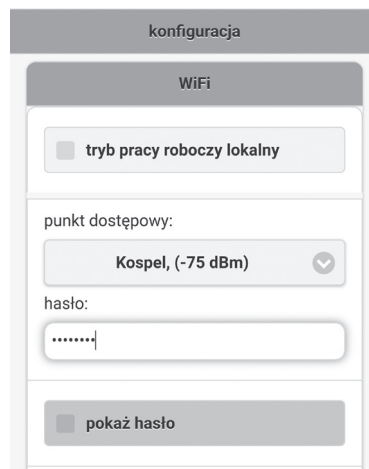 konfiguracja
WiFi
tryb pracy roboczy lokalny
punkt dostępowy:
Kospel, (-75 dBm)
hasło:
••••••••
pokaż hasło